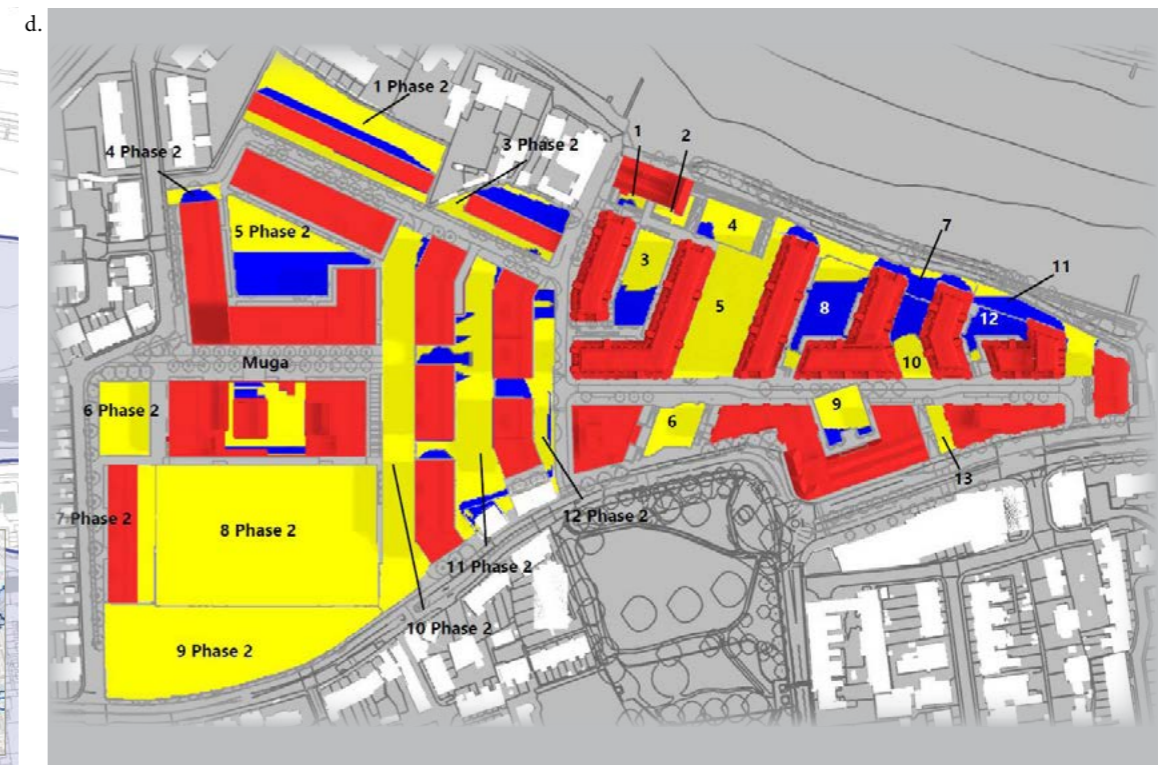 d.
1 Phase 2
3 Phase 2
4 Phase 2
1
2
5 Phase 2
4
7
3
11
5
8
12
Muga
10
6 Phase 2
9
6
7 Phase 2
13
8 Phase 2
12 Phase 2
11 Phase 2
10 Phase 2
9 Phase 2